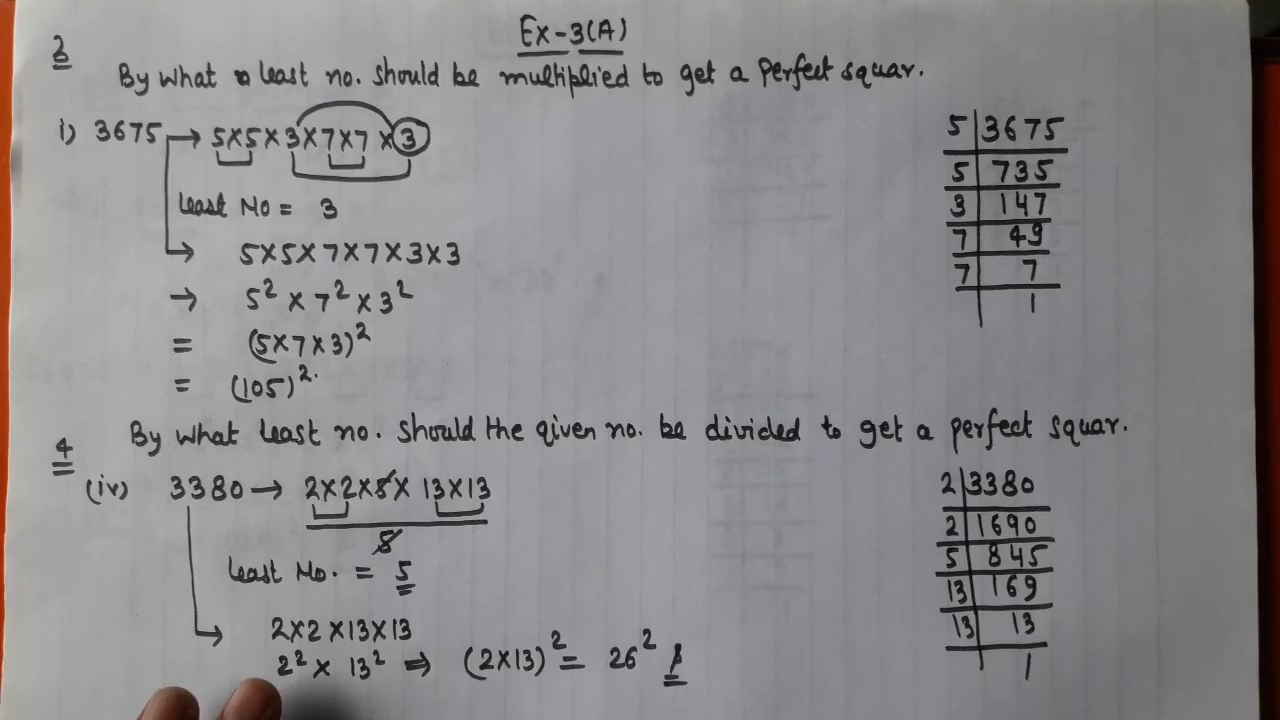 Ex-3(A)
3
By what least no. should be multiplied to get a perfect squar.
i) 3675 → 5×5×3×7×7×3
least No = 3
→ 5×5×7×7×3×3
→ 5² × 7² × 3²
= (5×7×3)²
= (105)².
5 | 3675
5 | 735
3 | 147
7 | 49
7 | 7
1
4
By what least no. should the given no. be divided to get a perfect squar.
(iv) 3380 → 2×2×5×13×13
5
least No. = 5
→ 2×2×13×13
2² × 13² ⇒ (2×13)² = 26²
2 | 3380
2 | 1690
5 | 845
13 | 169
13 | 13
1